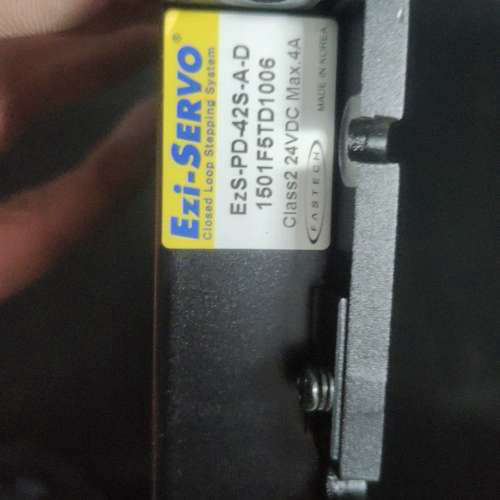 Ezi-SERVO
Closed Loop Stepping System
EzS-PD-42S-A-D
1501F5TD1006
Class2 24VDC Max.4A
FASTECH
MADE IN KOREA